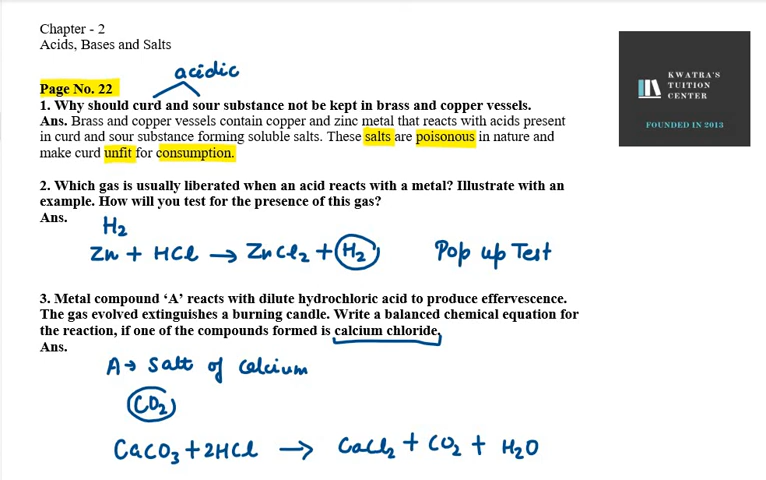 Chapter - 2
Acids, Bases and Salts
KWATRA'S
TUITION
CENTER
FOUNDED IN 2013
acidic
Page No. 22
1. Why should curd and sour substance not be kept in brass and copper vessels.
Ans. Brass and copper vessels contain copper and zinc metal that reacts with acids present
in curd and sour substance forming soluble salts. These salts are poisonous in nature and
make curd unfit for consumption.
2. Which gas is usually liberated when an acid reacts with a metal? Illustrate with an
example. How will you test for the presence of this gas?
Ans.
H2
Zn + HCl → ZnCl2 + H2 Pop up Test
3. Metal compound ‘A’ reacts with dilute hydrochloric acid to produce effervescence.
The gas evolved extinguishes a burning candle. Write a balanced chemical equation for
the reaction, if one of the compounds formed is calcium chloride.
Ans.
A→ Salt of Calcium
CO2
CaCO3 + 2HCl → CaCl2 + CO2 + H2O